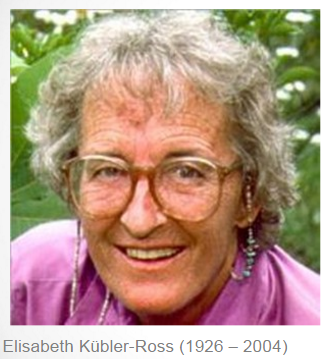 Elisabeth Kübler-Ross (1926 – 2004)